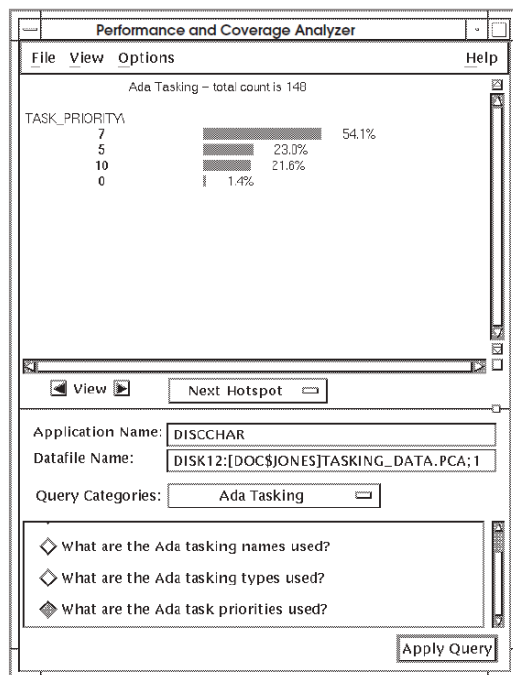 Performance and Coverage Analyzer
File View Options Help
Ada Tasking – total count is 148
TASK_PRIORITY\
7 54.1%
5 23.0%
10 21.6%
0 1.4%
View Next Hotspot
Application Name: DISCCHAR
Datafile Name: DISK12:[DOC$JONES]TASKING_DATA.PCA;1
Query Categories: Ada Tasking
What are the Ada tasking names used?
What are the Ada tasking types used?
What are the Ada task priorities used?
Apply Query